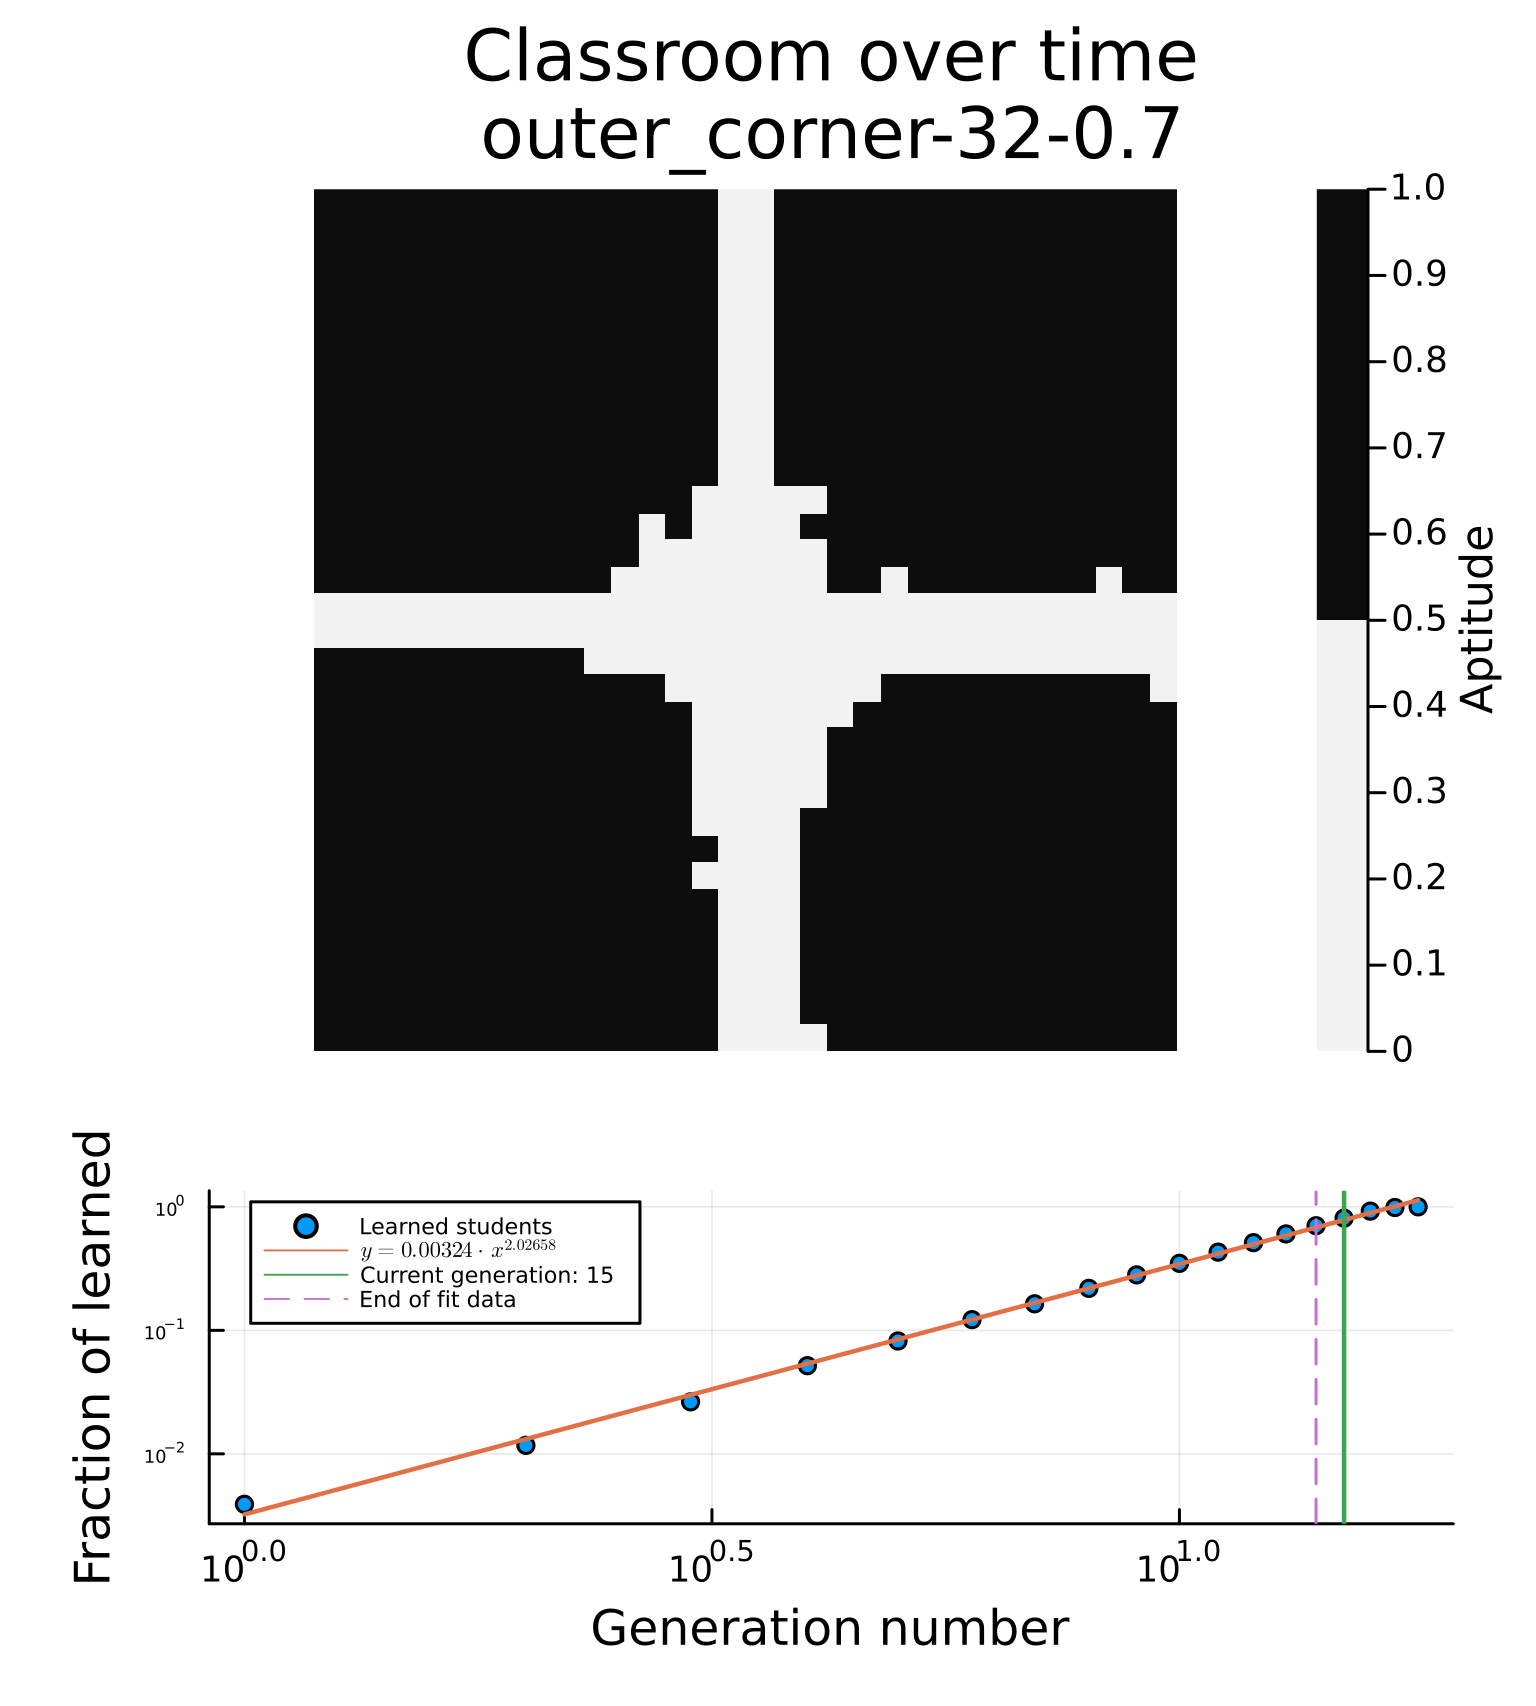 Classroom over time
outer_corner-32-0.7
1.0
0.9
0.8
0.7
0.6
0.5
0.4
0.3
0.2
0.1
0
Aptitude
Fraction of learned
10^0
10^-1
10^-2
Learned students
y = 0.00324 · x^2.02658
Current generation: 15
End of fit data
10^0.0
10^0.5
10^1.0
Generation number